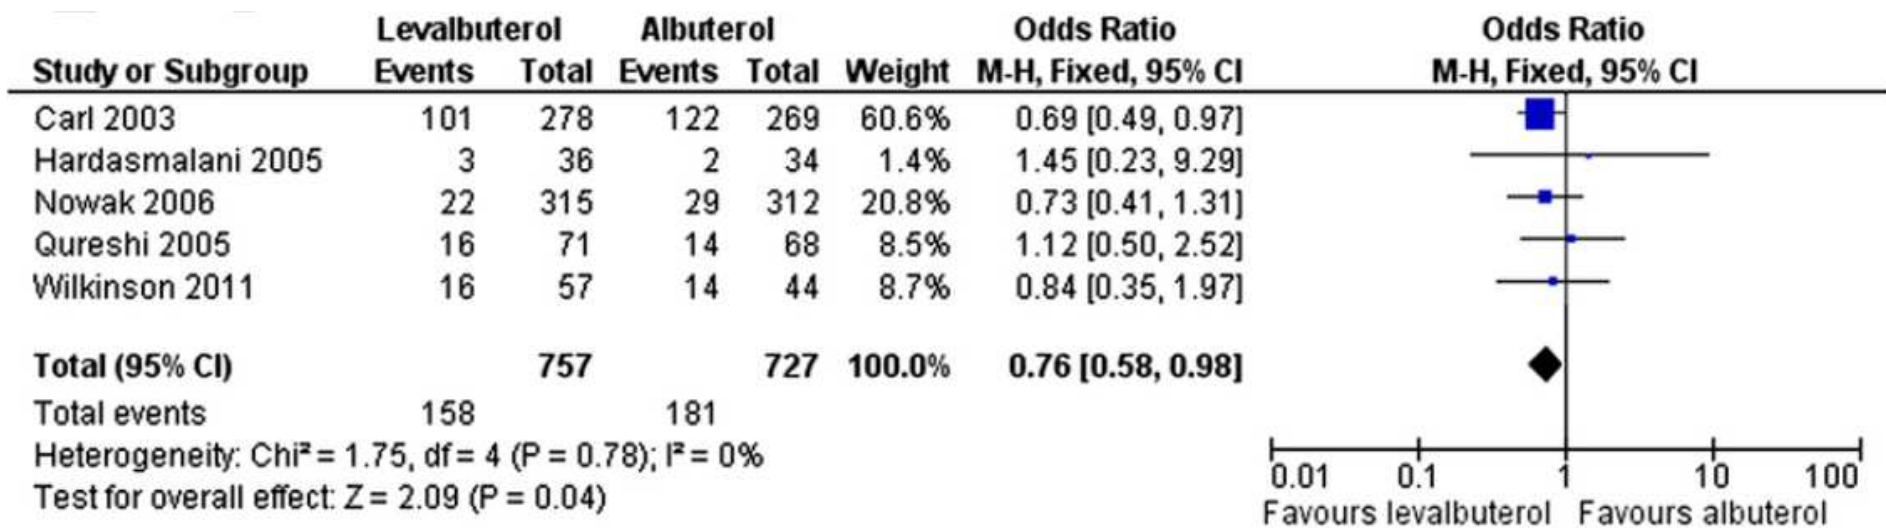 Levalbuterol Albuterol Odds Ratio Odds Ratio
Study or Subgroup Events Total Events Total Weight M-H, Fixed, 95% CI M-H, Fixed, 95% CI
Carl 2003 101 278 122 269 60.6% 0.69 [0.49, 0.97]
Hardasmalani 2005 3 36 2 34 1.4% 1.45 [0.23, 9.29]
Nowak 2006 22 315 29 312 20.8% 0.73 [0.41, 1.31]
Qureshi 2005 16 71 14 68 8.5% 1.12 [0.50, 2.52]
Wilkinson 2011 16 57 14 44 8.7% 0.84 [0.35, 1.97]
Total (95% CI) 757 727 100.0% 0.76 [0.58, 0.98]
Total events 158 181
Heterogeneity: Chi² = 1.75, df = 4 (P = 0.78); I² = 0%
Test for overall effect: Z = 2.09 (P = 0.04)
0.01 0.1 1 10 100
Favours levalbuterol Favours albuterol